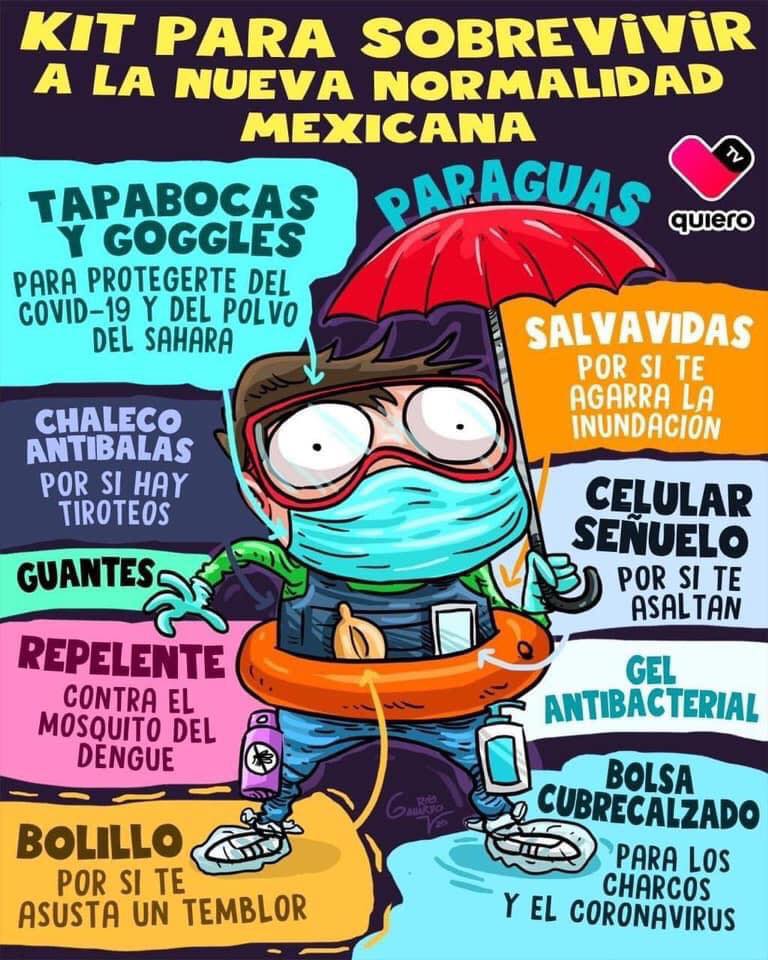 KIT PARA SOBREVIVIR
A LA NUEVA NORMALIDAD
MEXICANA
TV
quiero
PARAGUAS
TAPABOCAS
Y GOGGLES
PARA PROTEGERTE DEL
COVID-19 Y DEL POLVO
DEL SAHARA
SALVAVIDAS
POR SI TE
AGARRA LA
INUNDACIÓN
CHALECO
ANTIBALAS
POR SI HAY
TIROTEOS
CELULAR
SEÑUELO
POR SI TE
ASALTAN
GUANTES
REPELENTE
CONTRA EL
MOSQUITO DEL
DENGUE
GEL
ANTIBACTERIAL
BOLSA
CUBRECALZADO
PARA LOS
CHARCOS
Y EL CORONAVIRUS
BOLILLO
POR SI TE
ASUSTA UN TEMBLOR